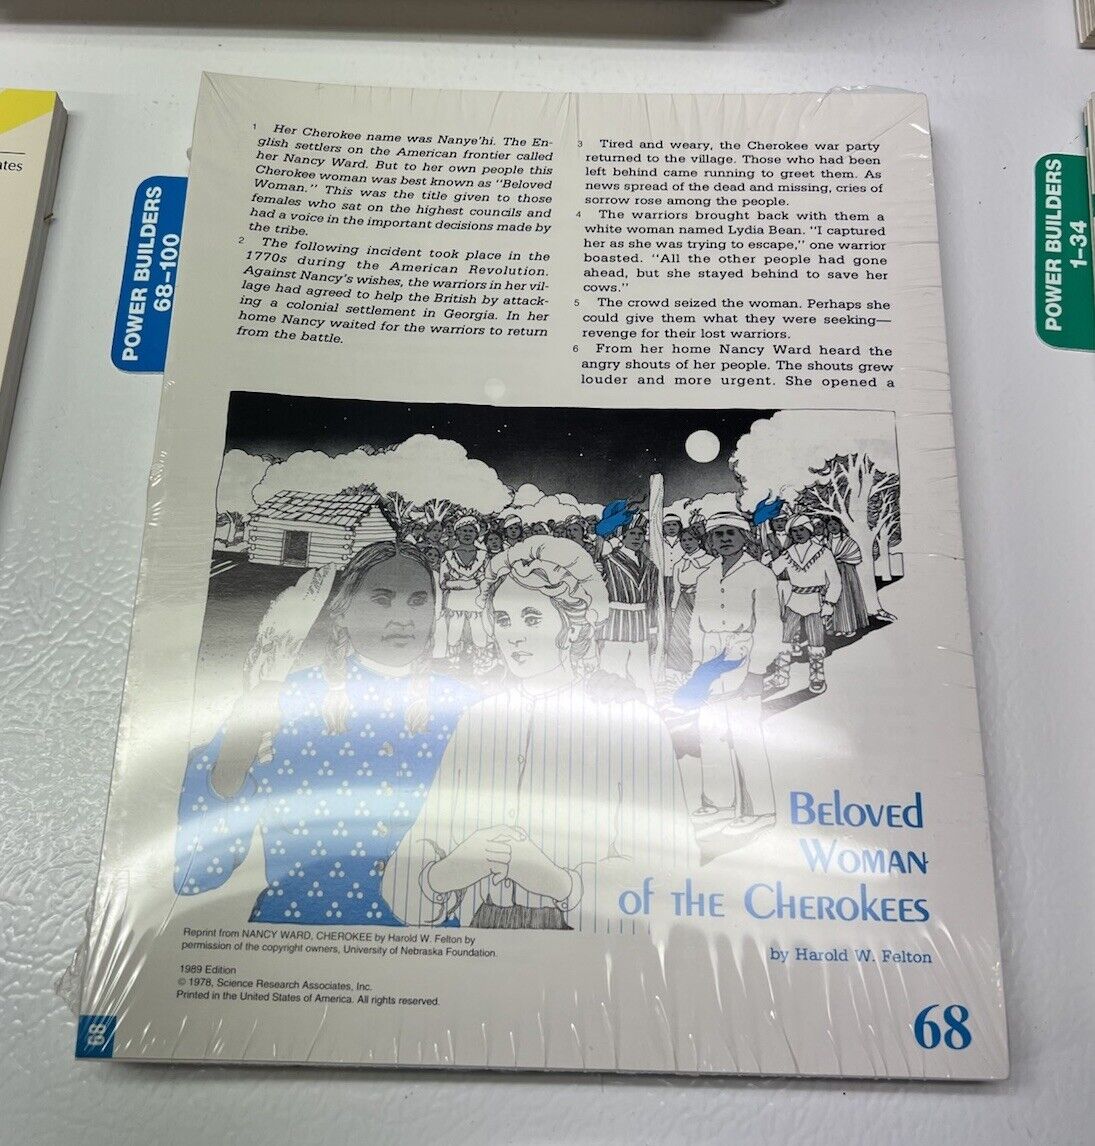 ates
POWER BUILDERS
68-100
1 Her Cherokee name was Nanye'hi. The En-
glish settlers on the American frontier called
her Nancy Ward. But to her own people this
Cherokee woman was best known as "Beloved
Woman." This was the title given to those
females who sat on the highest councils and
had a voice in the important decisions made by
the tribe.
2 The following incident took place in the
1770s during the American Revolution.
Against Nancy's wishes, the warriors in her vil-
lage had agreed to help the British by attack-
ing a colonial settlement in Georgia. In her
home Nancy waited for the warriors to return
from the battle.
3 Tired and weary, the Cherokee war party
returned to the village. Those who had been
left behind came running to greet them. As
news spread of the dead and missing, cries of
sorrow rose among the people.
4 The warriors brought back with them a
white woman named Lydia Bean. "I captured
her as she was trying to escape," one warrior
boasted. "All the other people had gone
ahead, but she stayed behind to save her
cows."
5 The crowd seized the woman. Perhaps she
could give them what they were seeking—
revenge for their lost warriors.
6 From her home Nancy Ward heard the
angry shouts of her people. The shouts grew
louder and more urgent. She opened a
POWER BUILDERS
1-34
BELOVED
WOMAN
of THE CHEROKEES
by Harold W. Felton
Reprint from NANCY WARD, CHEROKEE by Harold W. Felton by
permission of the copyright owners, University of Nebraska Foundation.
1989 Edition
© 1978, Science Research Associates, Inc.
Printed in the United States of America. All rights reserved.
68
68